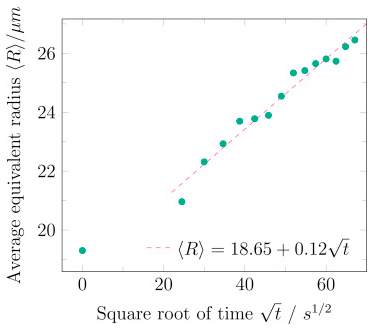 Average equivalent radius ⟨R⟩/μm
26
24
22
20
⟨R⟩ = 18.65 + 0.12√t
0
20
40
60
Square root of time √t / s^{1/2}